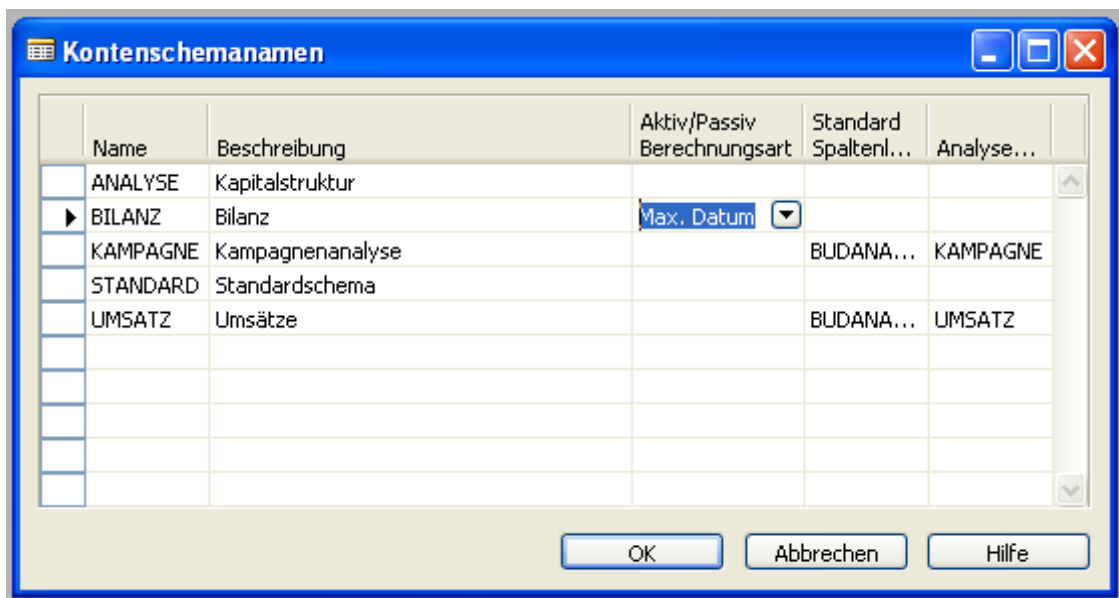 Kontenschemanamen
Aktiv/Passiv Standard
Name Beschreibung Berechnungsart Spaltenl... Analyse...
ANALYSE Kapitalstruktur
BILANZ Bilanz Max. Datum
KAMPAGNE Kampagnenanalyse BUDANA... KAMPAGNE
STANDARD Standardschema
UMSATZ Umsätze BUDANA... UMSATZ
OK Abbrechen Hilfe